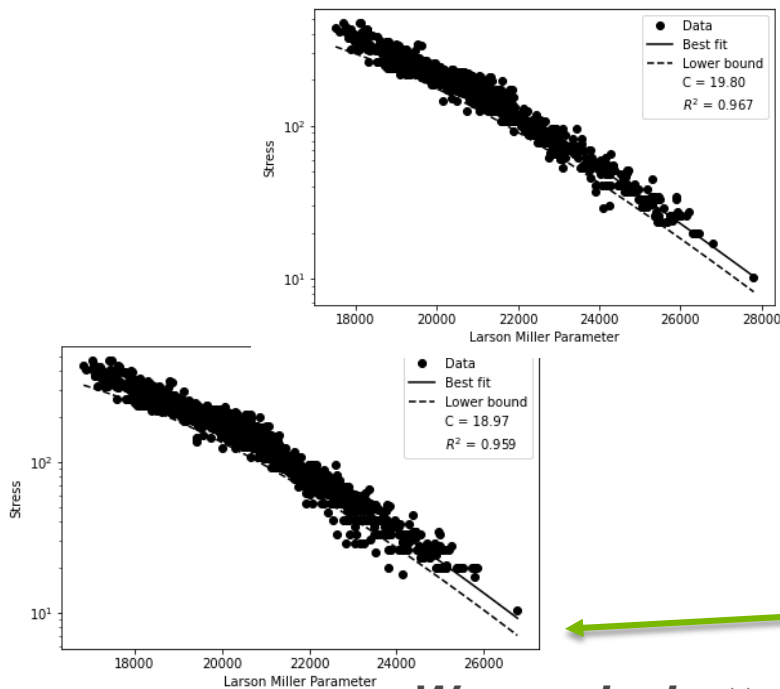 Data
Best fit
Lower bound
C = 19.80
R² = 0.967
10²
10¹
Stress
18000 20000 22000 24000 26000 28000
Larson Miller Parameter
Data
Best fit
Lower bound
C = 18.97
R² = 0.959
10²
10¹
Stress
18000 20000 22000 24000 26000
Larson Miller Parameter